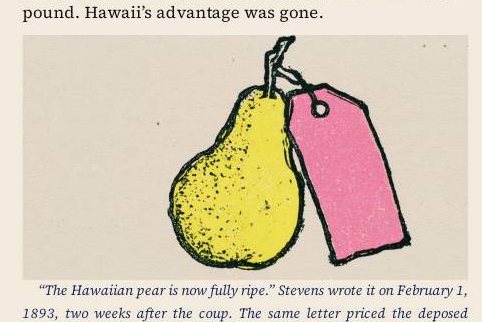 pound. Hawaii’s advantage was gone.
“The Hawaiian pear is now fully ripe.” Stevens wrote it on February 1,
1893, two weeks after the coup. The same letter priced the deposed